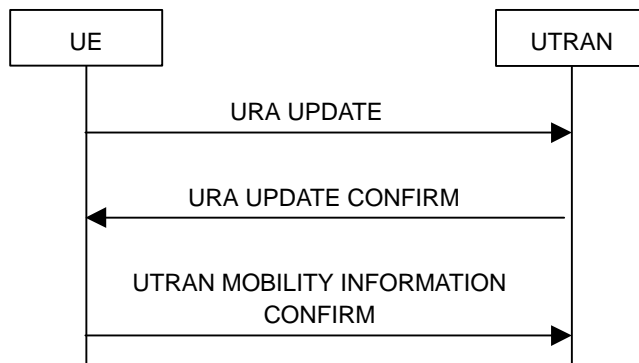 UE
UTRAN
URA UPDATE
URA UPDATE CONFIRM
UTRAN MOBILITY INFORMATION
CONFIRM